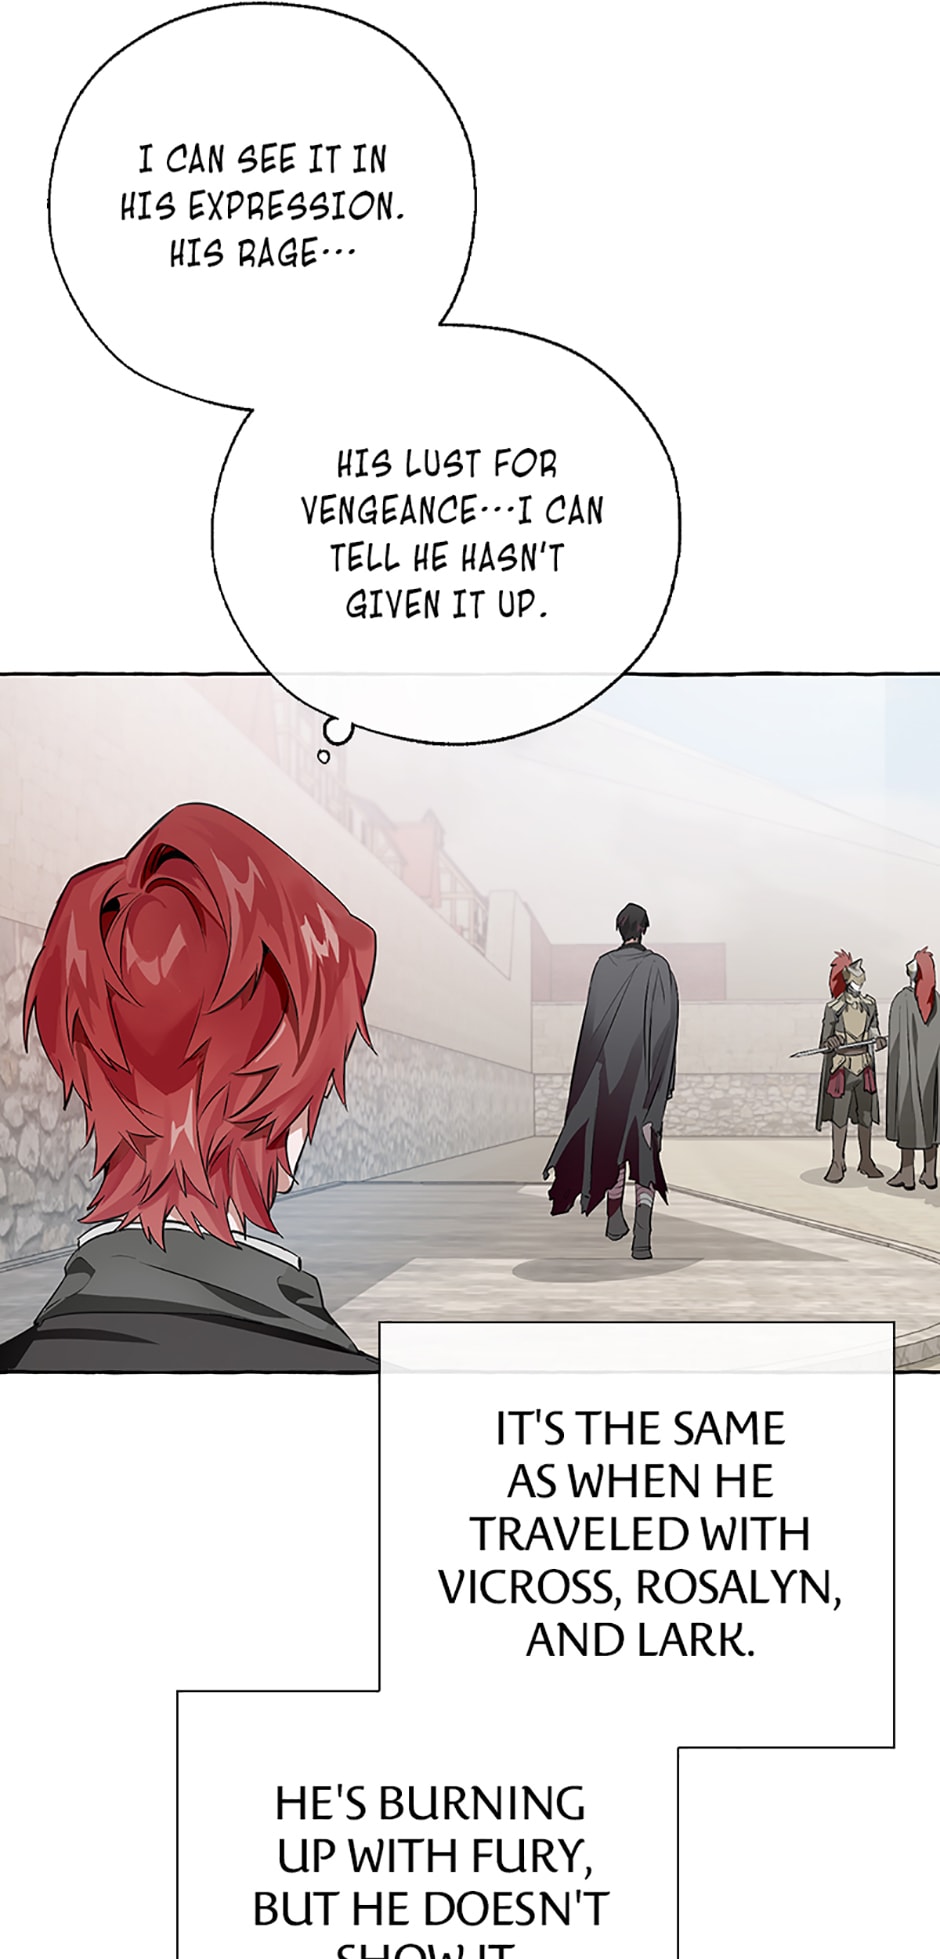 I CAN SEE IT IN
HIS EXPRESSION.
HIS RAGE...
HIS LUST FOR
VENGEANCE...I CAN
TELL HE HASN'T
GIVEN IT UP.
IT'S THE SAME
AS WHEN HE
TRAVELED WITH
VICROSS, ROSALYN,
AND LARK.
HE'S BURNING
UP WITH FURY,
BUT HE DOESN'T
SHOW IT